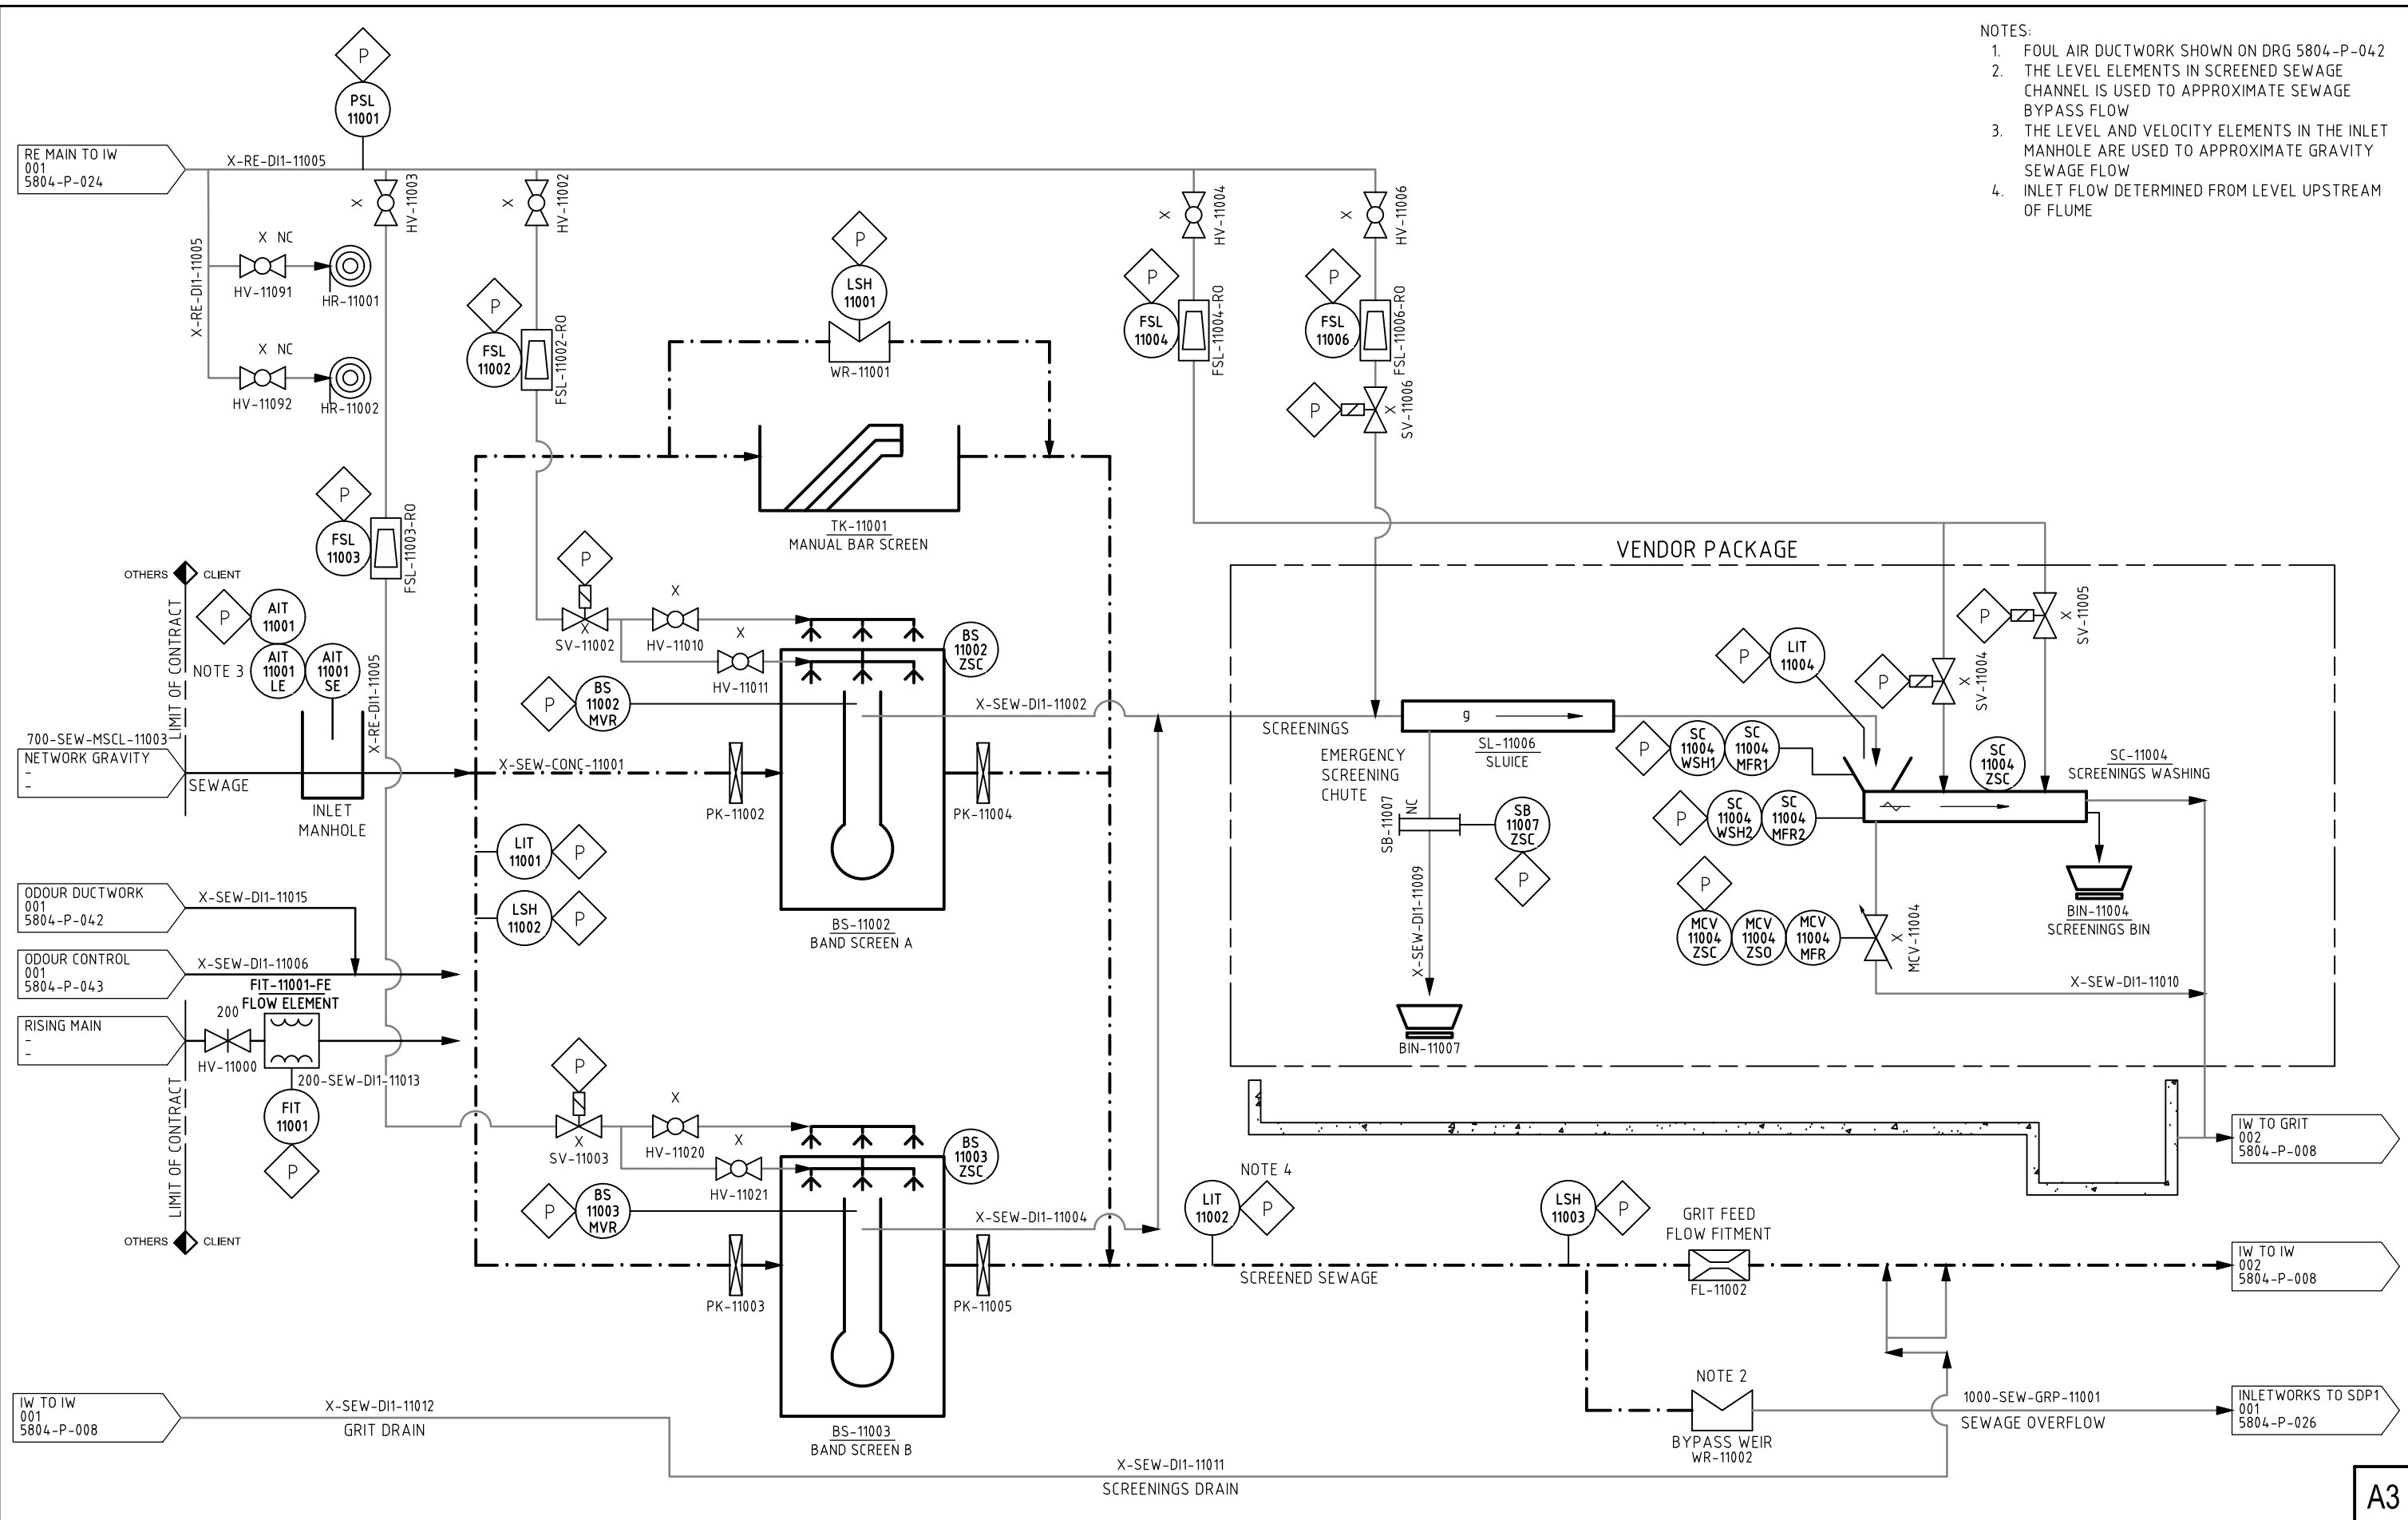 NOTES:
1. FOUL AIR DUCTWORK SHOWN ON DRG 5804-P-042
2. THE LEVEL ELEMENTS IN SCREENED SEWAGE
CHANNEL IS USED TO APPROXIMATE SEWAGE
BYPASS FLOW
3. THE LEVEL AND VELOCITY ELEMENTS IN THE INLET
MANHOLE ARE USED TO APPROXIMATE GRAVITY
SEWAGE FLOW
4. INLET FLOW DETERMINED FROM LEVEL UPSTREAM
OF FLUME
P
PSL
11001
RE MAIN TO IW
001
5804-P-024
X-RE-DI1-11005
X-RE-DI1-11005
X NC
HV-11091
HR-11001
X NC
HV-11092
HR-11002
X
HV-11003
X
HV-11002
P
FSL
11002
FSL-11002-RO
P
LSH
11001
WR-11001
X
HV-11004
P
FSL
11004
FSL-11004-RO
X
HV-11006
P
FSL
11006
FSL-11006-RO
P
X
SV-11006
P
FSL
11003
FSL-11003-RO
TK-11001
MANUAL BAR SCREEN
VENDOR PACKAGE
OTHERS
CLIENT
LIMIT OF CONTRACT
P
AIT
11001
NOTE 3
AIT
11001
LE
AIT
11001
SE
X-RE-DI1-11005
700-SEW-MSCL-11003
NETWORK GRAVITY
-
-
SEWAGE
INLET
MANHOLE
P
X
SV-11002
X
HV-11010
X
HV-11011
BS
11002
ZSC
P
BS
11002
MVR
X-SEW-DI1-11002
X-SEW-CONC-11001
PK-11002
PK-11004
LIT
11001
P
LSH
11002
P
BS-11002
BAND SCREEN A
SCREENINGS
g
SL-11006
SLUICE
EMERGENCY
SCREENING
CHUTE
SB-11007
NC
SB
11007
ZSC
P
X-SEW-DI1-11009
BIN-11007
P
LIT
11004
P
X
SV-11004
P
X
SV-11005
P
SC
11004
WSH1
SC
11004
MFR1
SC
11004
ZSC
SC-11004
SCREENINGS WASHING
P
SC
11004
WSH2
SC
11004
MFR2
P
MCV
11004
ZSC
MCV
11004
ZSO
MCV
11004
MFR
X
MCV-11004
BIN-11004
SCREENINGS BIN
X-SEW-DI1-11010
ODOUR DUCTWORK
001
5804-P-042
X-SEW-DI1-11015
ODOUR CONTROL
001
5804-P-043
X-SEW-DI1-11006
FIT-11001-FE
FLOW ELEMENT
RISING MAIN
-
-
200
HV-11000
200-SEW-DI1-11013
FIT
11001
P
LIMIT OF CONTRACT
OTHERS
CLIENT
P
X
SV-11003
X
HV-11020
X
HV-11021
BS
11003
ZSC
P
BS
11003
MVR
X-SEW-DI1-11004
PK-11003
PK-11005
BS-11003
BAND SCREEN B
NOTE 4
LIT
11002
P
SCREENED SEWAGE
LSH
11003
P
GRIT FEED
FLOW FITMENT
FL-11002
IW TO GRIT
002
5804-P-008
IW TO IW
002
5804-P-008
NOTE 2
BYPASS WEIR
WR-11002
1000-SEW-GRP-11001
SEWAGE OVERFLOW
INLETWORKS TO SDP1
001
5804-P-026
IW TO IW
001
5804-P-008
X-SEW-DI1-11012
GRIT DRAIN
X-SEW-DI1-11011
SCREENINGS DRAIN
A3